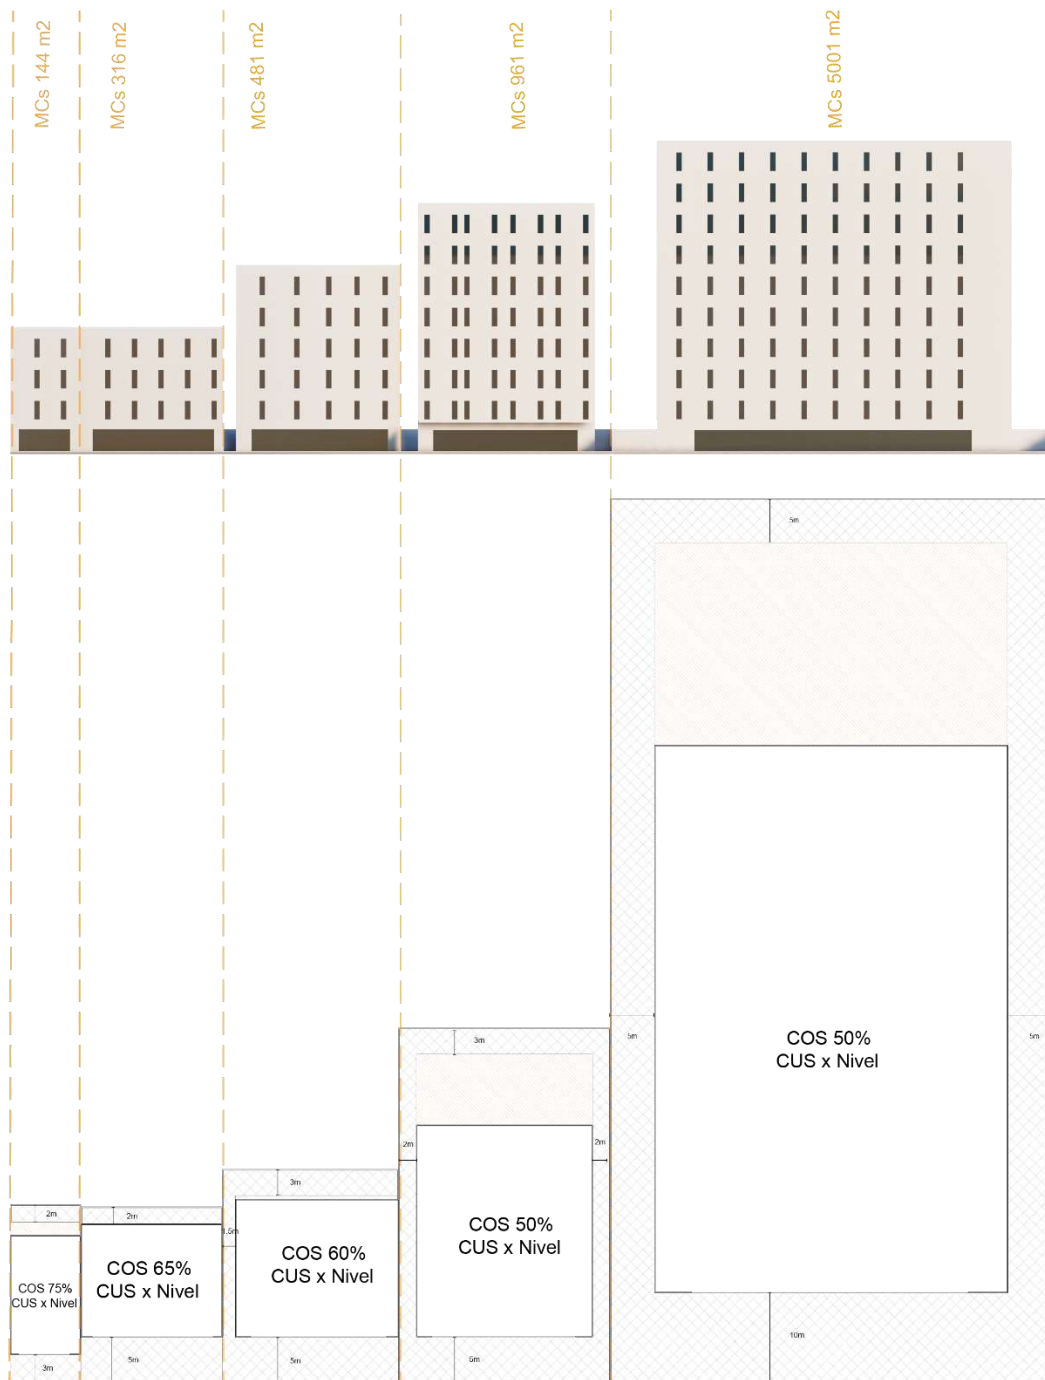 MCs 144 m2
MCs 316 m2
MCs 481 m2
MCs 961 m2
MCs 5001 m2
5m
COS 50%
CUS x Nivel
5m
5m
10m
3m
2m
2m
COS 50%
CUS x Nivel
3m
COS 60%
CUS x Nivel
5m
2m
COS 65%
CUS x Nivel
5m
2m
COS 75%
CUS x Nivel
3m